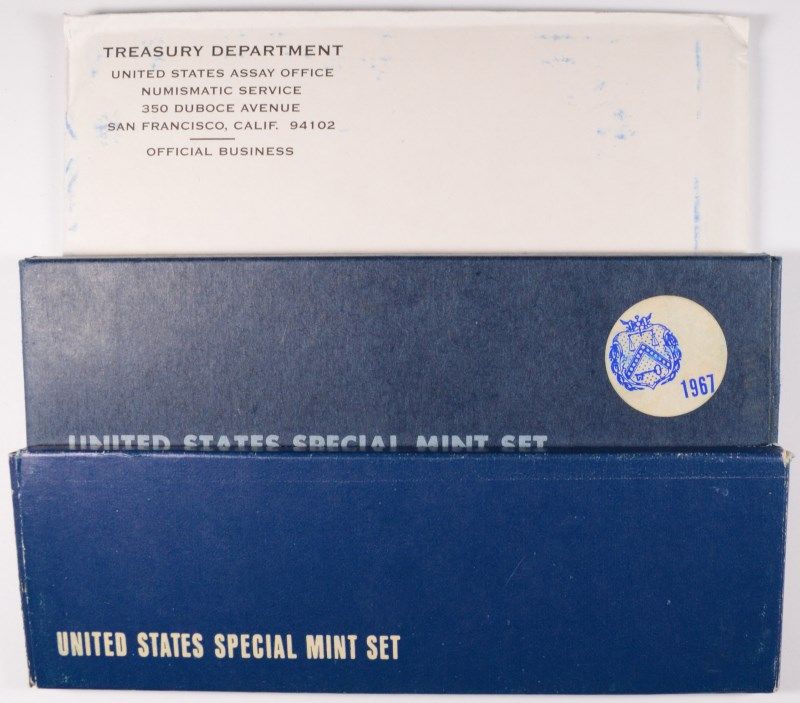 TREASURY DEPARTMENT
UNITED STATES ASSAY OFFICE
NUMISMATIC SERVICE
350 DUBOCE AVENUE
SAN FRANCISCO, CALIF. 94102
OFFICIAL BUSINESS
1967
UNITED STATES SPECIAL MINT SET
UNITED STATES SPECIAL MINT SET